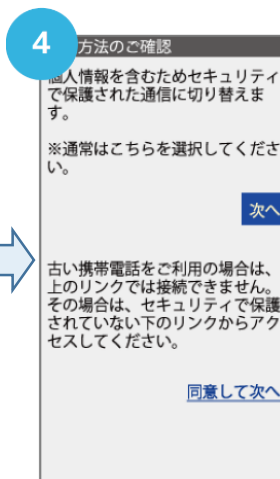 4
方法のご確認
個人情報を含むためセキュリティ
で保護された通信に切り替えま
す。
※通常はこちらを選択してくださ
い。
次へ
古い携帯電話をご利用の場合は、
上のリンクでは接続できません。
その場合は、セキュリティで保護
されていない下のリンクからアク
セスしてください。
同意して次へ